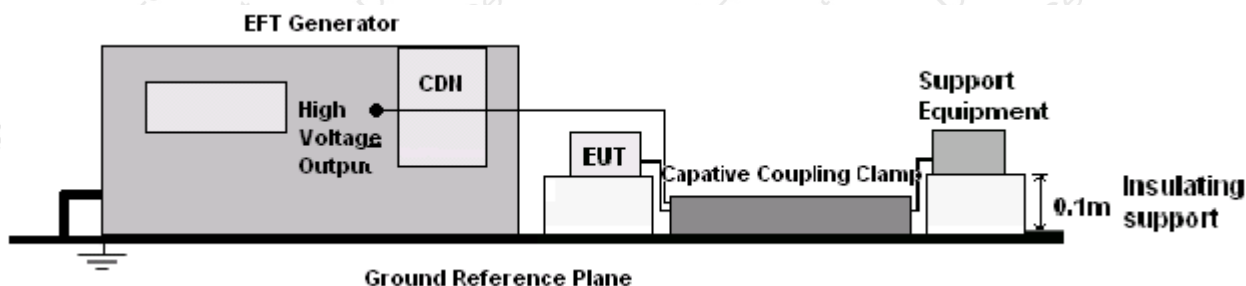 EFT Generator
CDN
High
Voltage
Output
Support
Equipment
EUT
Capative Coupling Clamp
0.1m
Insulating
support
Ground Reference Plane